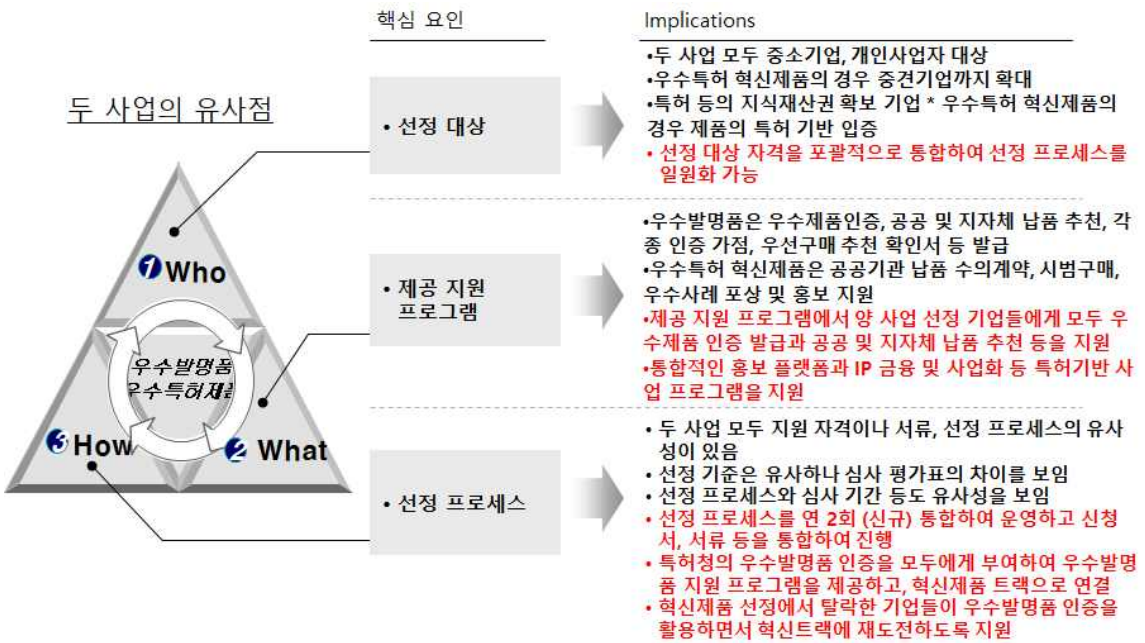 핵심 요인
Implications
두 사업의 유사점
❶Who
우수발명품
우수특허제품
❸How
❷ What
• 선정 대상
•두 사업 모두 중소기업, 개인사업자 대상
•우수특허 혁신제품의 경우 중견기업까지 확대
•특허 등의 지식재산권 확보 기업 * 우수특허 혁신제품의
경우 제품의 특허 기반 입증
• 선정 대상 자격을 포괄적으로 통합하여 선정 프로세스를
일원화 가능
• 제공 지원
프로그램
•우수발명품은 우수제품인증, 공공 및 지자체 납품 추천, 각
종 인증 가점, 우선구매 추천 확인서 등 발급
•우수특허 혁신제품은 공공기관 납품 수의계약, 시범구매,
우수사례 포상 및 홍보 지원
•제공 지원 프로그램에서 양 사업 선정 기업들에게 모두 우
수제품 인증 발급과 공공 및 지자체 납품 추천 등을 지원
•통합적인 홍보 플랫폼과 IP 금융 및 사업화 등 특허기반 사
업 프로그램을 지원
• 선정 프로세스
• 두 사업 모두 지원 자격이나 서류, 선정 프로세스의 유사
성이 있음
• 선정 기준은 유사하나 심사 평가표의 차이를 보임
• 선정 프로세스와 심사 기간 등도 유사성을 보임
• 선정 프로세스를 연 2회 (신규) 통합하여 운영하고 신청
서, 서류 등을 통합하여 진행
• 특허청의 우수발명품 인증을 모두에게 부여하여 우수발명
품 지원 프로그램을 제공하고, 혁신제품 트랙으로 연결
• 혁신제품 선정에서 탈락한 기업들이 우수발명품 인증을
활용하면서 혁신트랙에 재도전하도록 지원